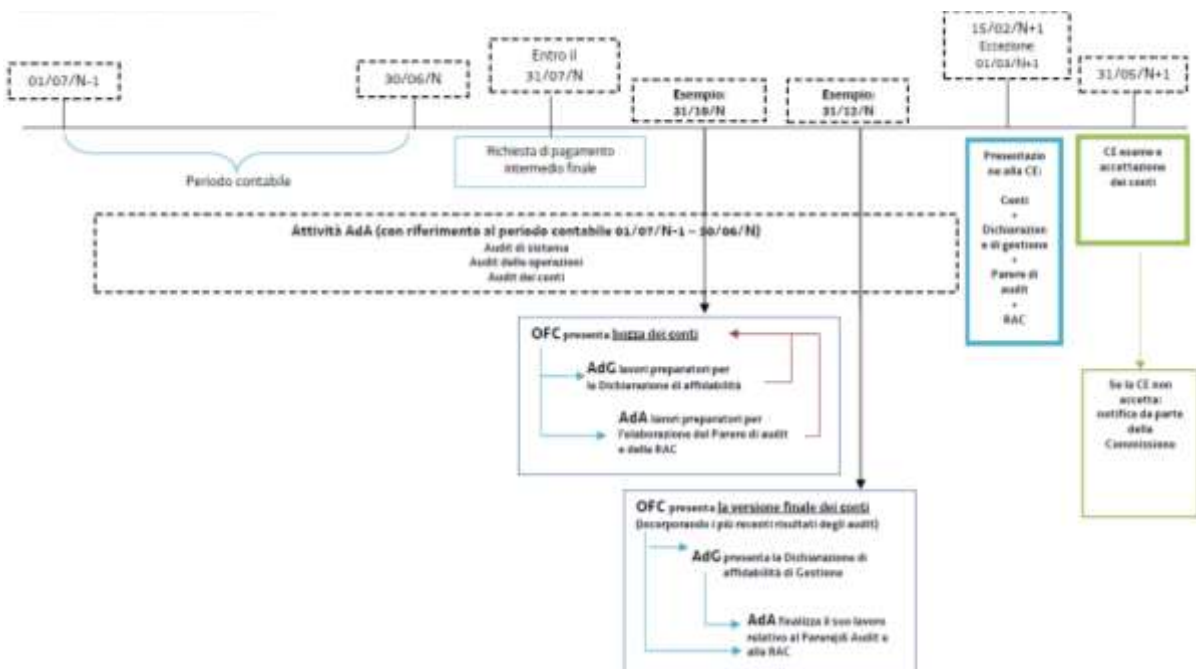 01/07/N-1
30/06/N
Entro il
31/07/N
Esempio:
31/10/N
Esempio:
31/12/N
15/02/N+1
Eccezione
01/03/N+1
31/05/N+1
Periodo contabile
Richiesta di pagamento
intermedio finale
Presentazio
ne alla CE:
Conti
+
Dichiarazion
e di gestione
+
Parere di
audit
+
RAC
CE esame e
accettazione
dei conti
Attività AdA (con riferimento al periodo contabile 01/07/N-1 – 30/06/N)
Audit di sistema
Audit delle operazioni
Audit dei conti
OFC presenta bozza dei conti
AdG lavori preparatori per
la Dichiarazione di affidabilità
AdA lavori preparatori per
l'elaborazione del Parere di audit
e della RAC
Se la CE non
accetta:
notifica da parte
della
Commissione
OFC presenta la versione finale dei conti
(incorporando i più recenti risultati degli audit)
AdG presenta la Dichiarazione di
affidabilità di Gestione
AdA finalizza il suo lavoro
relativo al Parere di Audit e
alla RAC